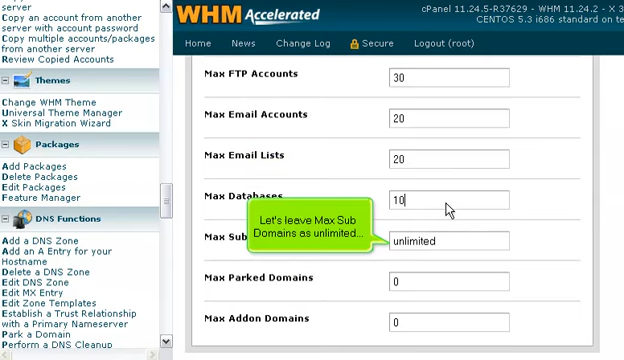 server
Copy an account from another
server with account password
Copy multiple accounts/packages
from another server
Review Copied Accounts
Themes
Change WHM Theme
Universal Theme Manager
X Skin Migration Wizard
Packages
Add Packages
Delete Packages
Edit Packages
Feature Manager
DNS Functions
Add a DNS Zone
Add an A Entry for your
Hostname
Delete a DNS Zone
Edit DNS Zone
Edit MX Entry
Edit Zone Templates
Establish a Trust Relationship
with a Primary Nameserver
Park a Domain
Perform a DNS Cleanup
WHM Accelerated
cPanel 11.24.5-R37629 - WHM 11.24.2 - X 3
CENTOS 5.3 i686 standard on
Home News Change Log Secure Logout (root)
Max FTP Accounts 30
Max Email Accounts 20
Max Email Lists 20
Max Databases 10
Let's leave Max Sub
Domains as unlimited...
Max Sub unlimited
Max Parked Domains 0
Max Addon Domains 0